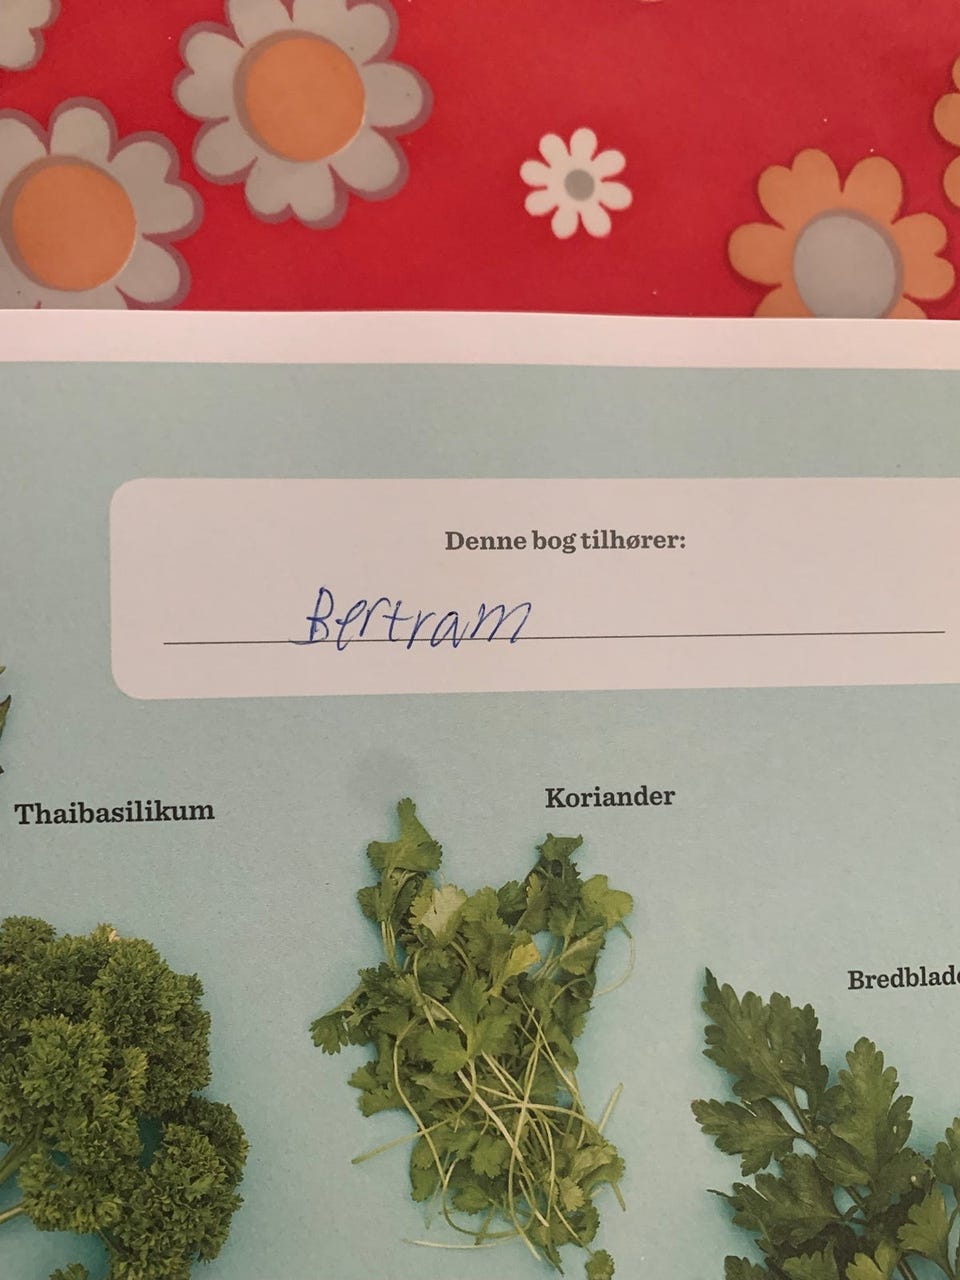 Denne bog tilhører:
Bertram
Thaibasilikum
Koriander
Bredblade